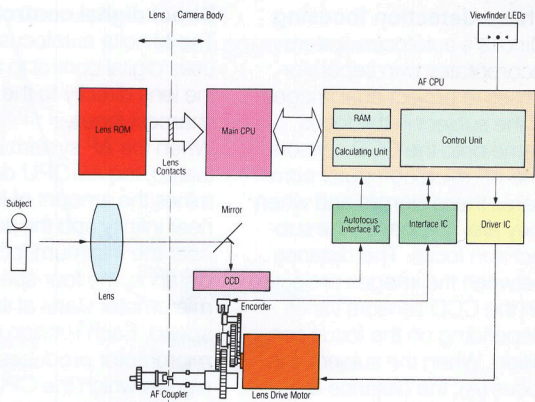 Lens
Camera Body
Viewfinder LEDs
AF CPU
Lens ROM
Main CPU
RAM
Calculating Unit
Control Unit
Lens
Contacts
Subject
Mirror
Autofocus
Interface IC
Interface IC
Driver IC
Lens
CCD
Encorder
AF Coupler
Lens Drive Motor